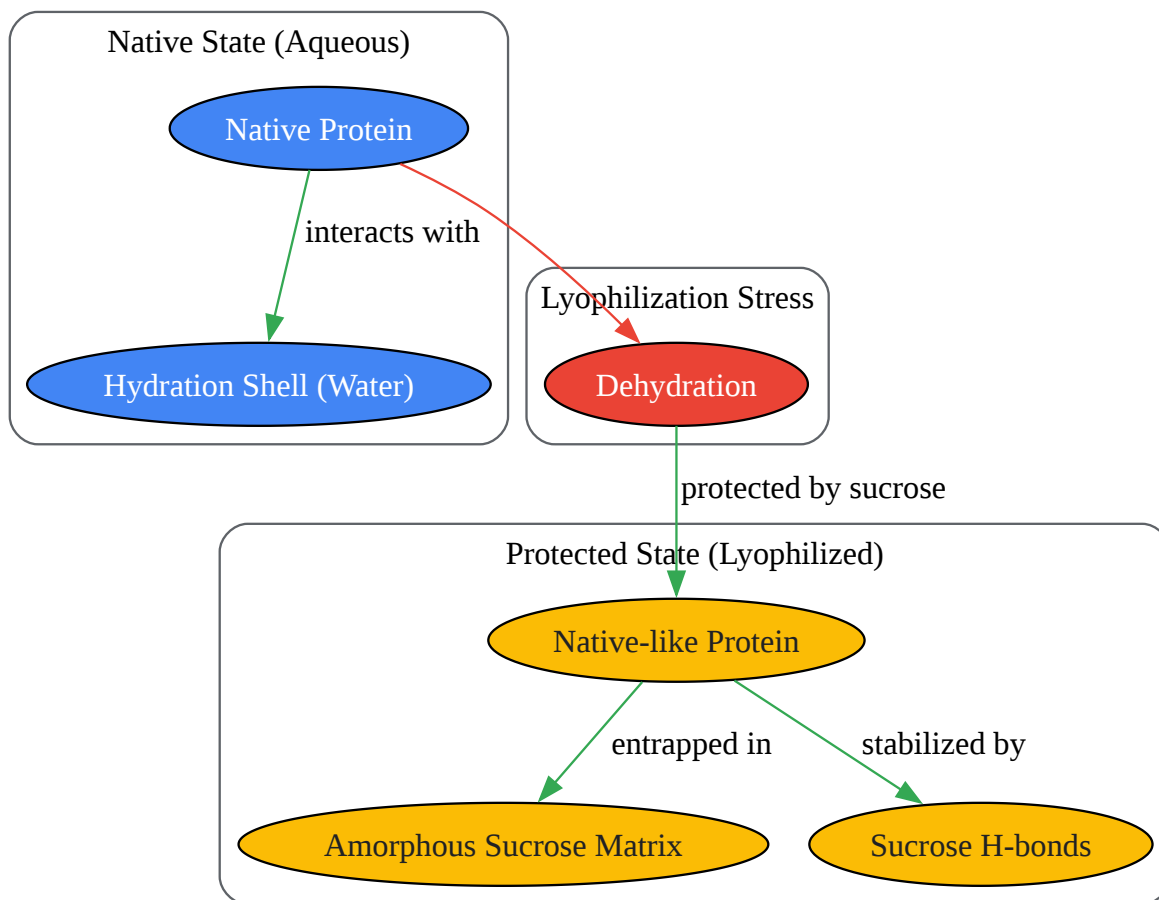 Native State (Aqueous)
Native Protein
interacts with
Hydration Shell (Water)
Lyophilization Stress
Dehydration
protected by sucrose
Protected State (Lyophilized)
Native-like Protein
entrapped in
stabilized by
Amorphous Sucrose Matrix
Sucrose H-bonds